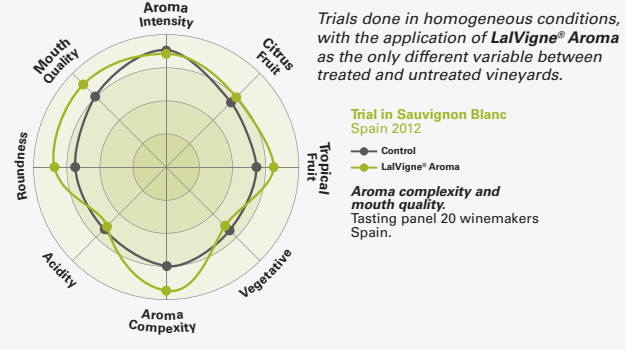 Aroma
Intensity
Citrus
Fruit
Tropical
Fruit
Vegetative
Aroma
Compexity
Acidity
Roundness
Mouth
Quality
Trials done in homogeneous conditions,
with the application of LalVigne® Aroma
as the only different variable between
treated and untreated vineyards.
Trial in Sauvignon Blanc
Spain 2012
Control
LalVigne® Aroma
Aroma complexity and
mouth quality.
Tasting panel 20 winemakers
Spain.